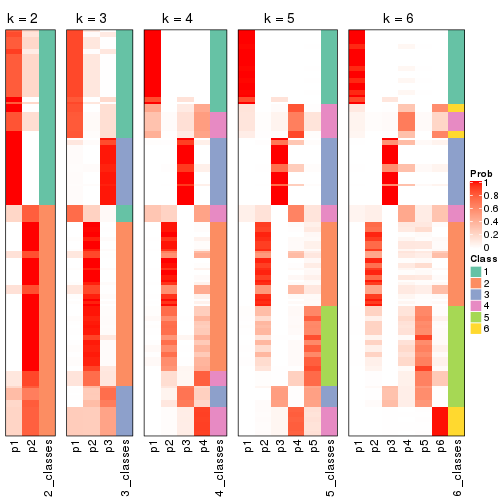 k = 2
k = 3
k = 4
k = 5
k = 6
p1
p2
2_classes
p1
p2
p3
3_classes
p1
p2
p3
p4
4_classes
p1
p2
p3
p4
p5
5_classes
p1
p2
p3
p4
p5
p6
6_classes
Prob
1
0.8
0.6
0.4
0.2
0
Class
1
2
3
4
5
6